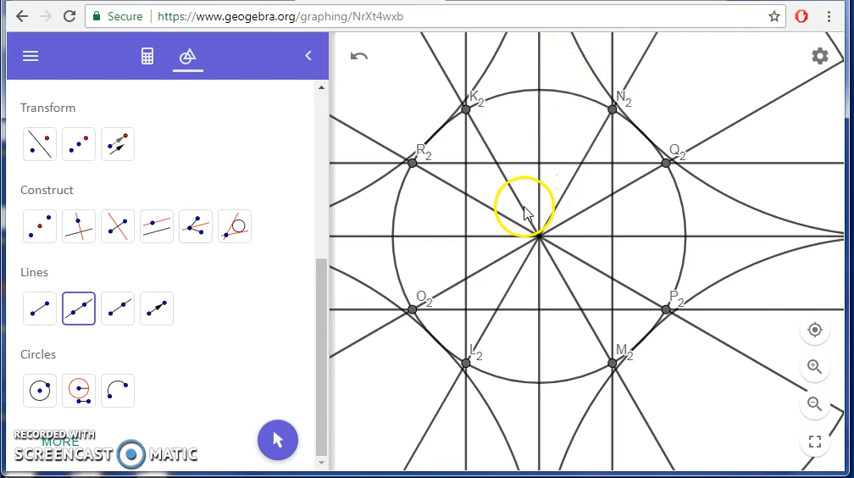 Secure
https://www.geogebra.org/graphing/NrXt4wxb
Transform
Construct
Lines
Circles
MORE
RECORDED WITH
SCREENCAST MATIC
K2
N2
R2
Q2
O2
P2
L2
M2